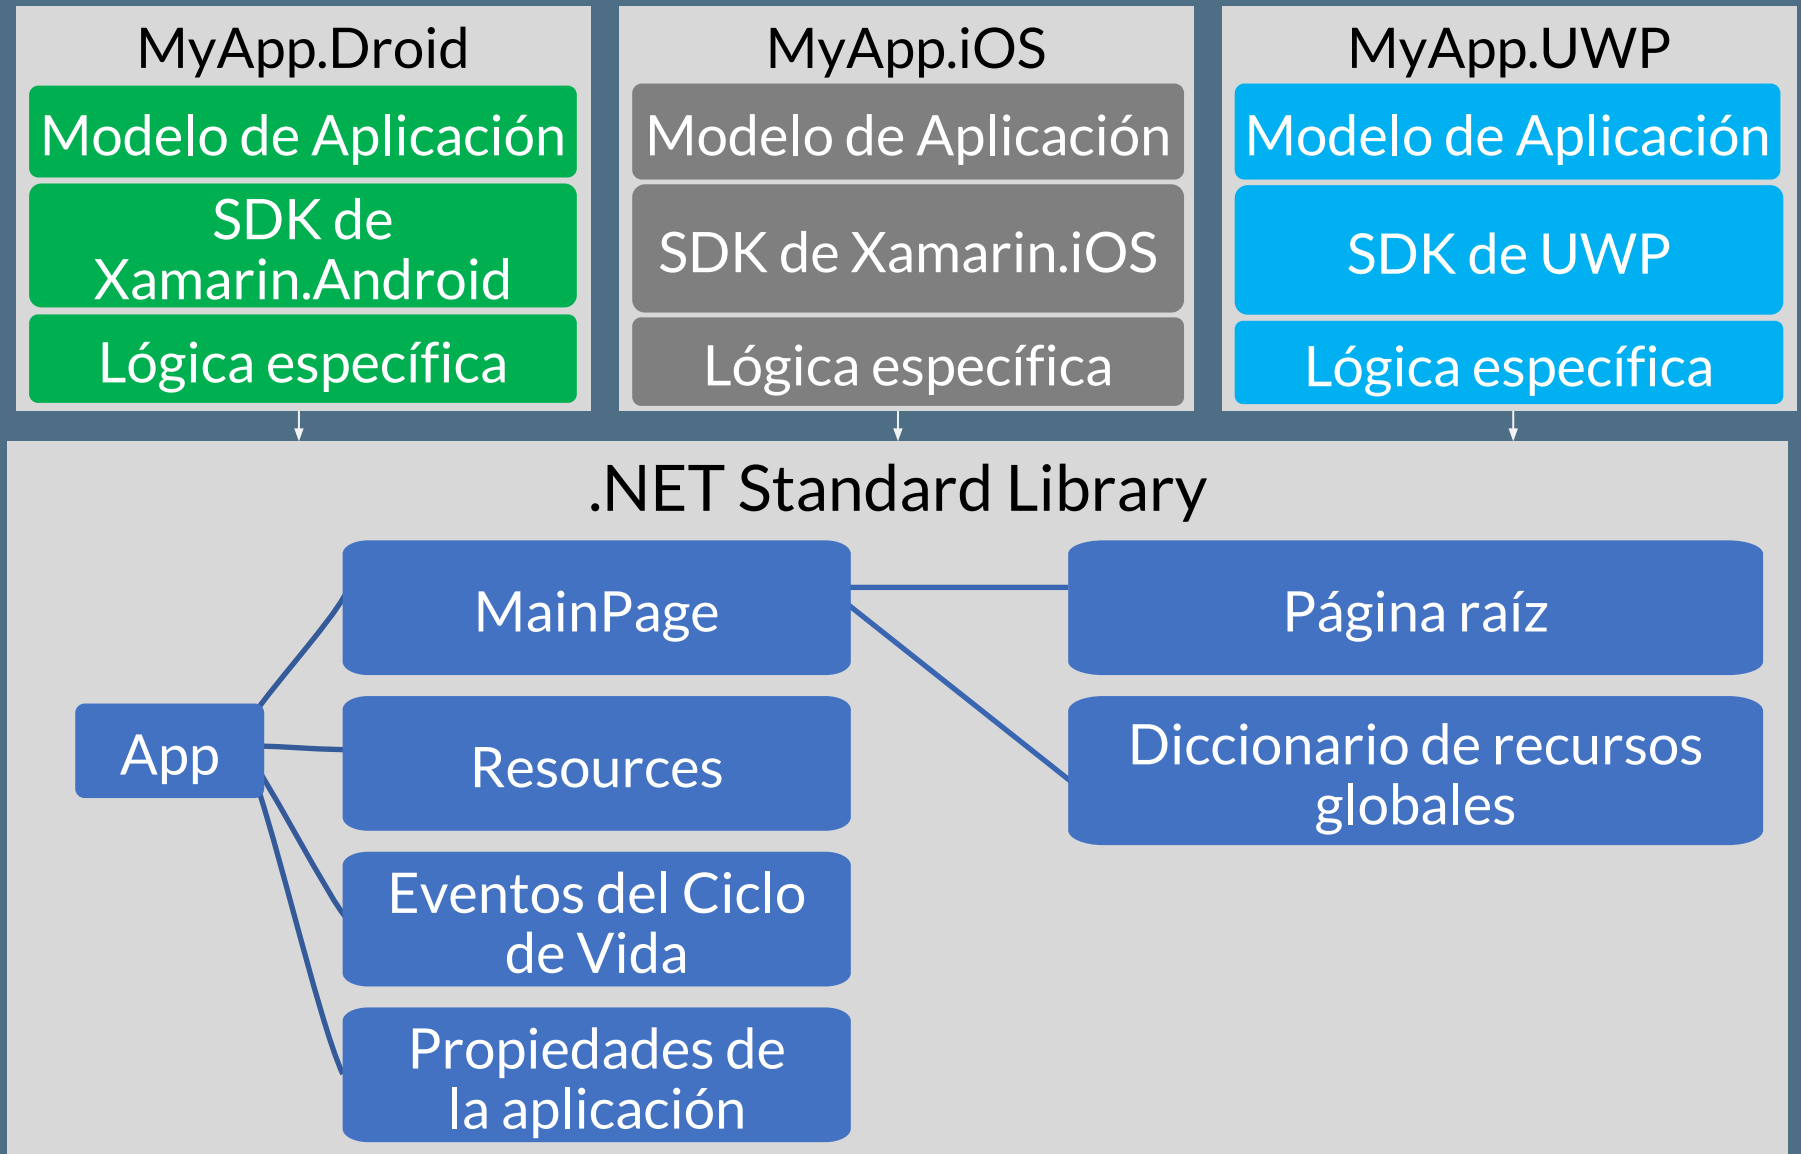 MyApp.Droid
Modelo de Aplicación
SDK de
Xamarin.Android
Lógica específica
MyApp.iOS
Modelo de Aplicación
SDK de Xamarin.iOS
Lógica específica
MyApp.UWP
Modelo de Aplicación
SDK de UWP
Lógica específica
.NET Standard Library
App
MainPage
Resources
Eventos del Ciclo
de Vida
Propiedades de
la aplicación
Página raíz
Diccionario de recursos
globales